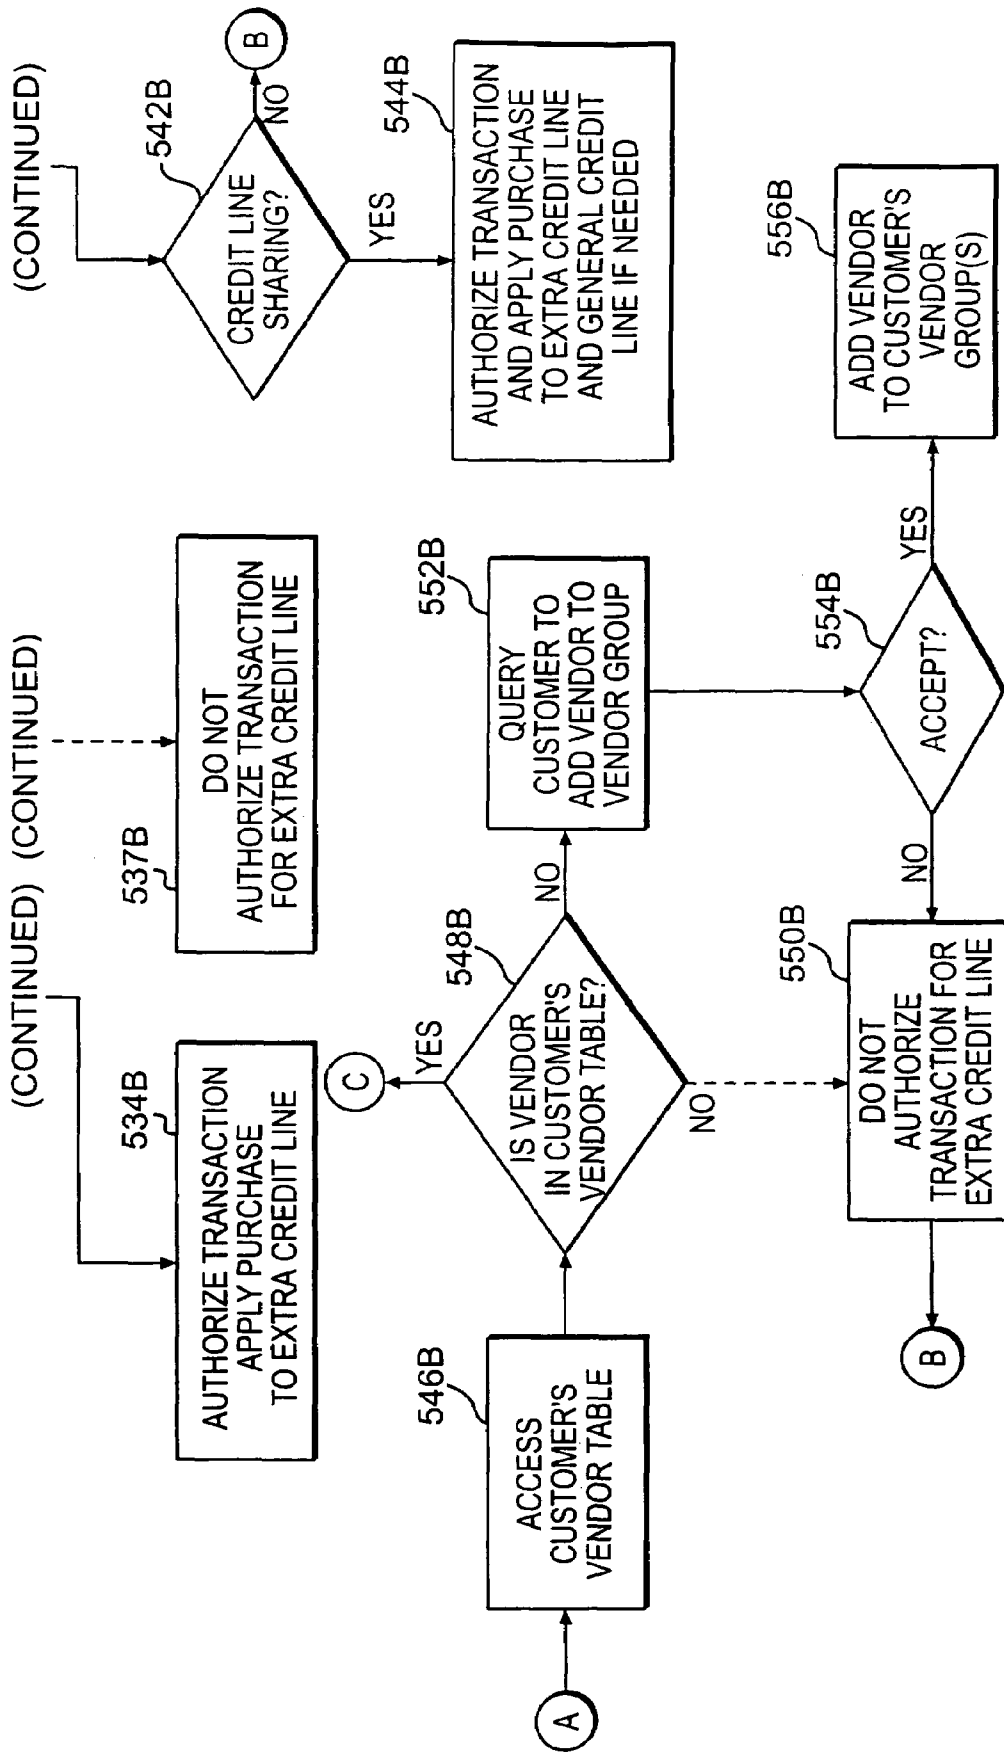 (CONTINUED)
(CONTINUED)
(CONTINUED)
534B
AUTHORIZE TRANSACTION
APPLY PURCHASE
TO EXTRA CREDIT LINE
537B
DO NOT
AUTHORIZE TRANSACTION
FOR EXTRA CREDIT LINE
542B
CREDIT LINE
SHARING?
NO
B
YES
544B
AUTHORIZE TRANSACTION
AND APPLY PURCHASE
TO EXTRA CREDIT LINE
AND GENERAL CREDIT
LINE IF NEEDED
A
546B
ACCESS
CUSTOMER'S
VENDOR TABLE
C
YES
548B
IS VENDOR
IN CUSTOMER'S
VENDOR TABLE?
NO
NO
552B
QUERY
CUSTOMER TO
ADD VENDOR TO
VENDOR GROUP
B
550B
DO NOT
AUTHORIZE
TRANSACTION FOR
EXTRA CREDIT LINE
NO
554B
ACCEPT?
YES
556B
ADD VENDOR
TO CUSTOMER'S
VENDOR
GROUP(S)